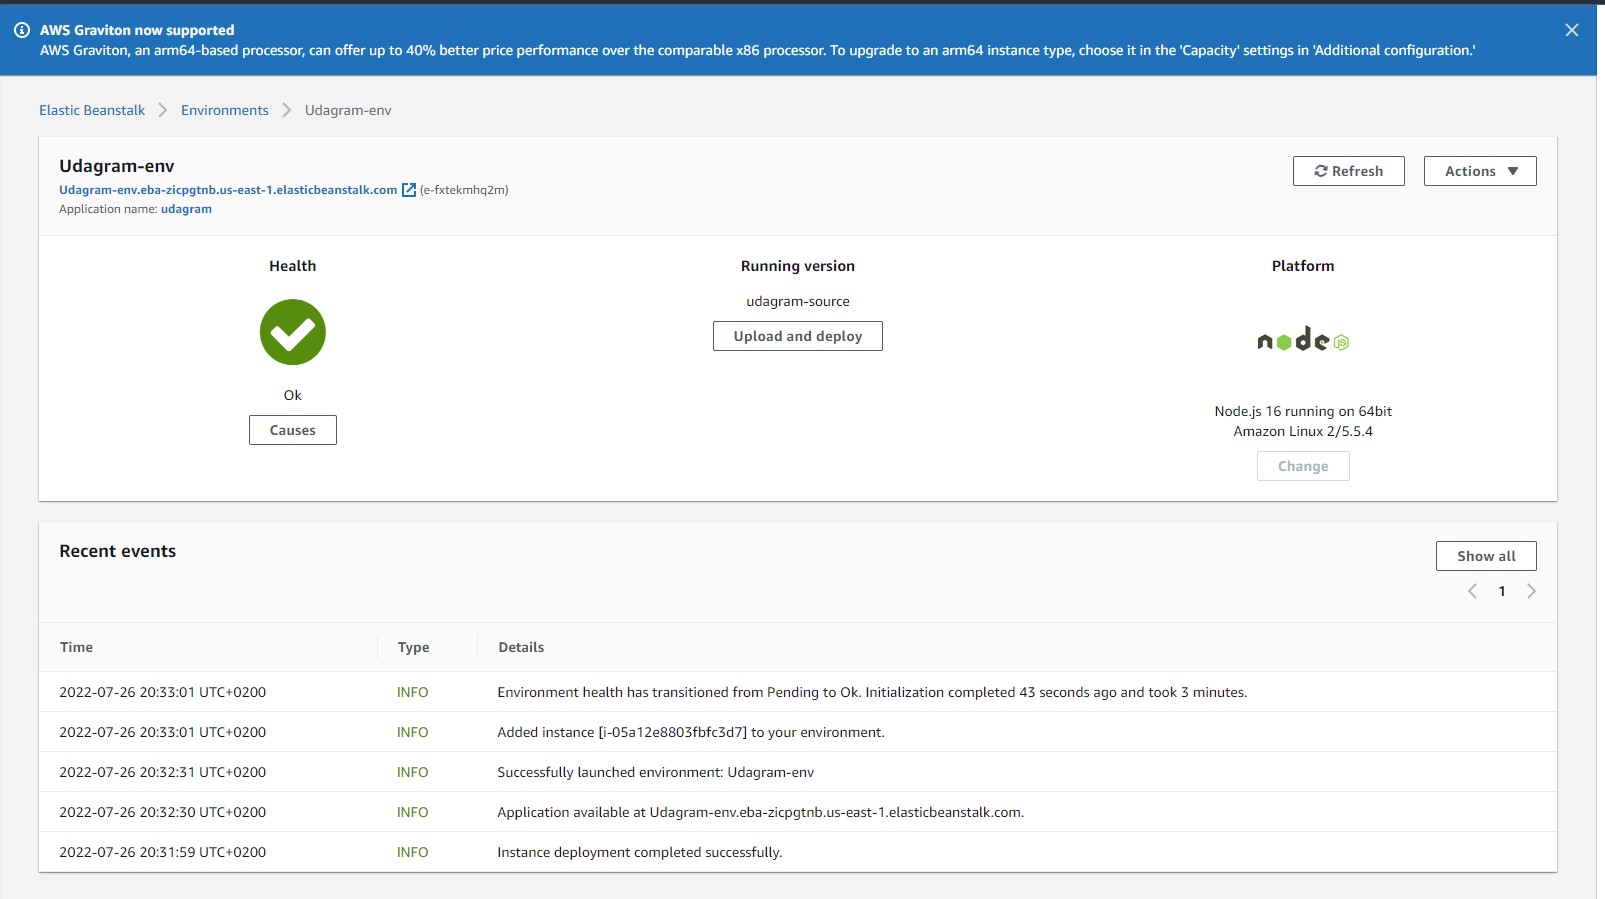 AWS Graviton now supported
AWS Graviton, an arm64-based processor, can offer up to 40% better price performance over the comparable x86 processor. To upgrade to an arm64 instance type, choose it in the 'Capacity' settings in 'Additional configuration.'
Elastic Beanstalk > Environments > Udagram-env
Udagram-env
Refresh
Actions
Udagram-env.eba-zicpgtnb.us-east-1.elasticbeanstalk.com (e-fxtekmhq2m)
Application name: udagram
Health
Ok
Causes
Running version
udagram-source
Upload and deploy
Platform
node JS
Node.js 16 running on 64bit
Amazon Linux 2/5.5.4
Change
Recent events
Show all
< 1 >
Time Type Details
2022-07-26 20:33:01 UTC+0200 INFO Environment health has transitioned from Pending to Ok. Initialization completed 43 seconds ago and took 3 minutes.
2022-07-26 20:33:01 UTC+0200 INFO Added instance [i-05a12e8803fbfc3d7] to your environment.
2022-07-26 20:32:31 UTC+0200 INFO Successfully launched environment: Udagram-env
2022-07-26 20:32:30 UTC+0200 INFO Application available at Udagram-env.eba-zicpgtnb.us-east-1.elasticbeanstalk.com.
2022-07-26 20:31:59 UTC+0200 INFO Instance deployment completed successfully.